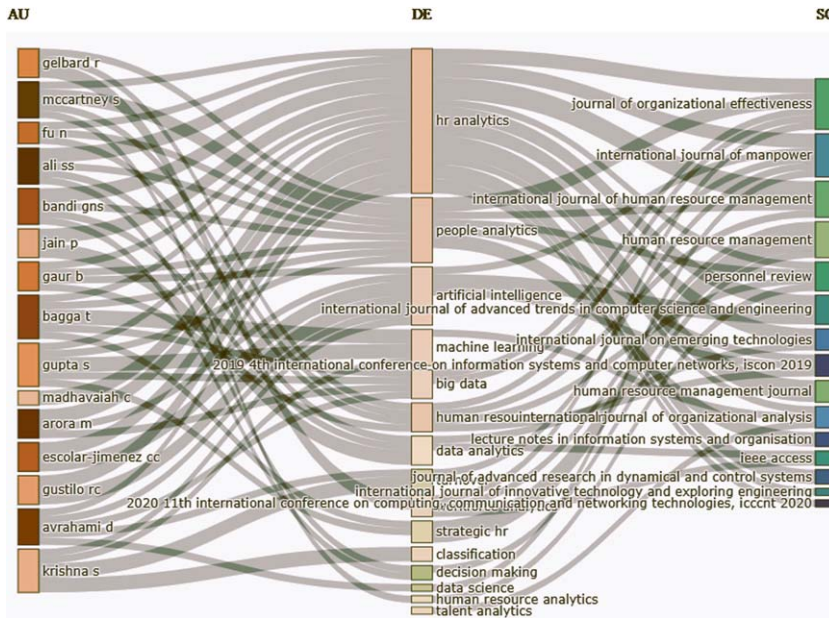 AU
DE
SO
gelbard r
mccartney s
fu n
ali ss
bandi gns
jain p
gaur b
bagga t
gupta s
madhavaiah c
arora m
escolar-jimenez cc
gustilo rc
avrahami d
krishna s
hr analytics
people analytics
artificial intelligence
machine learning
big data
human
data analytics
strategic hr
classification
decision making
data science
human resource analytics
talent analytics
journal of organizational effectiveness
international journal of manpower
international journal of human resource management
human resource management
personnel review
international journal of advanced trends in computer science and engineering
international journal on emerging technologies
2019 4th international conference on information systems and computer networks, iscon 2019
human resource management journal
international journal of organizational analysis
lecture notes in information systems and organisation
ieee access
journal of advanced research in dynamical and control systems
international journal of innovative technology and exploring engineering
2020 11th international conference on computing, communication and networking technologies, icccnt 2020